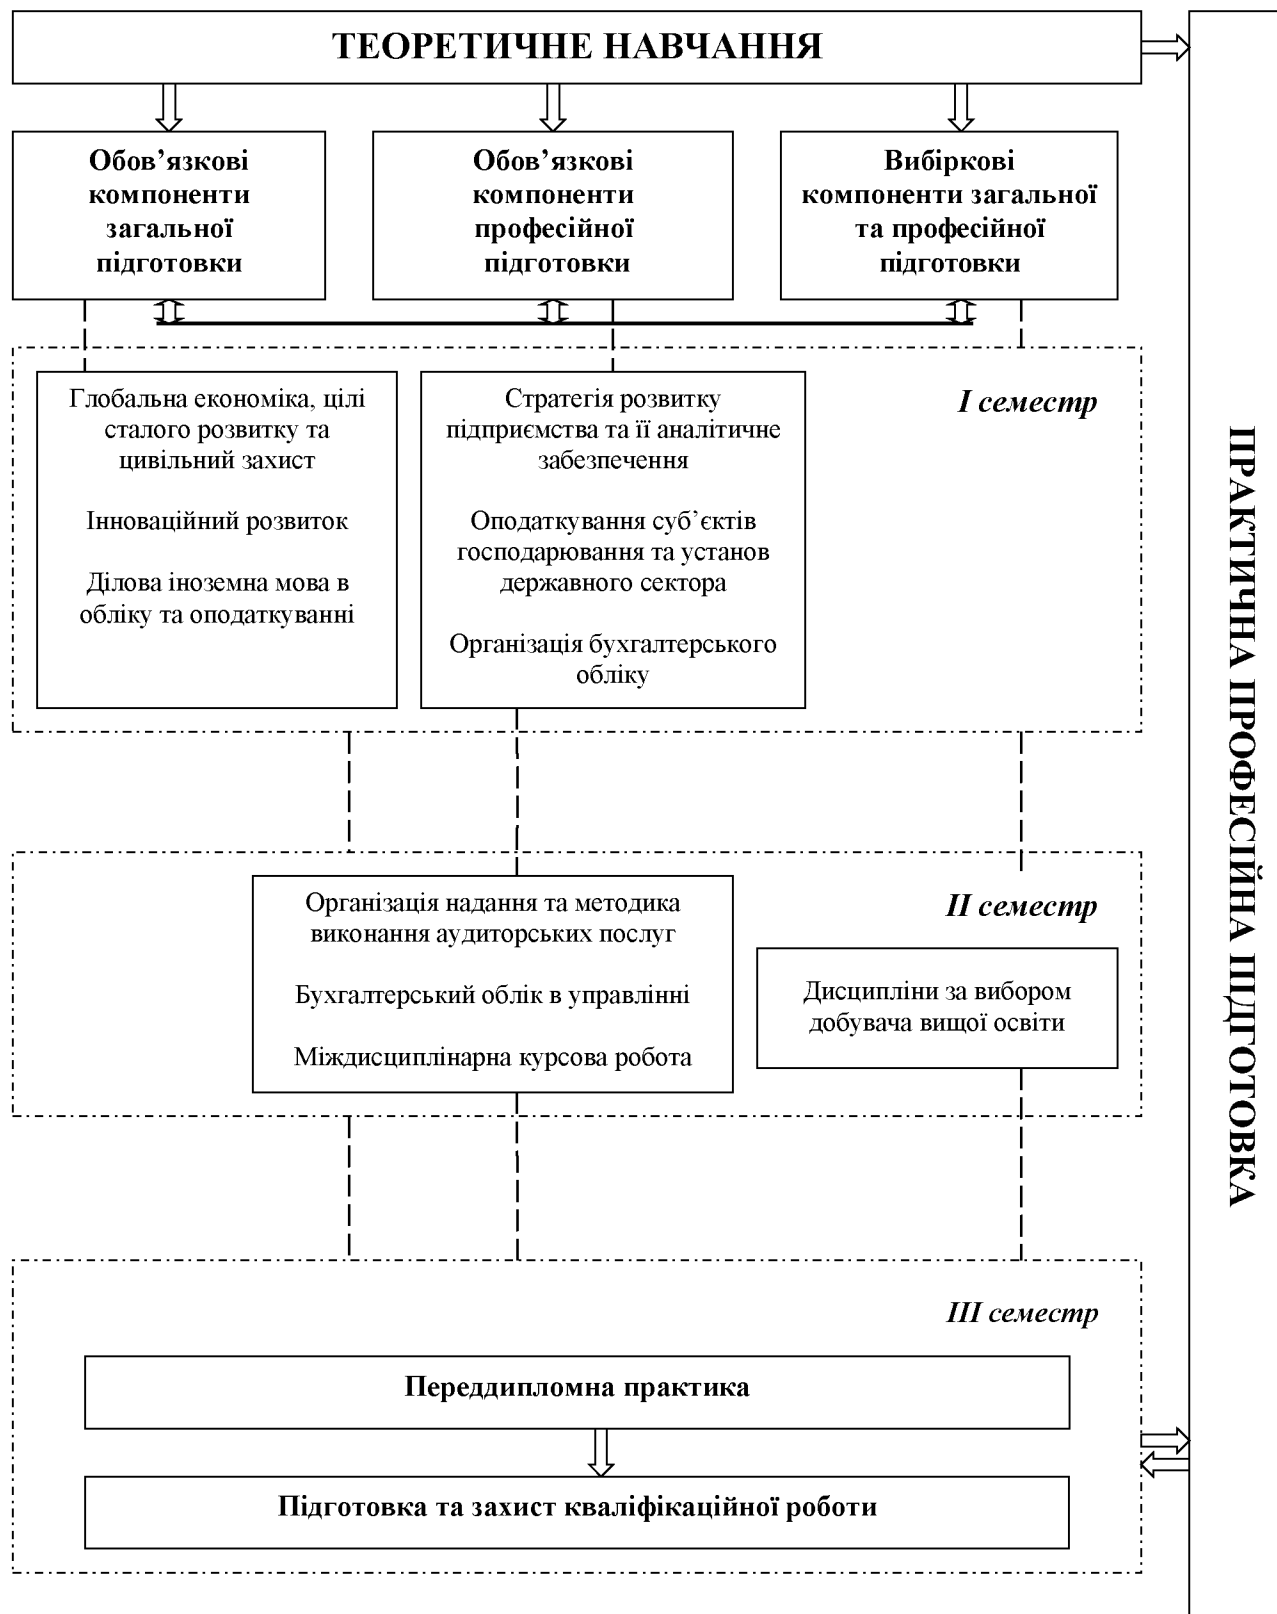 ТЕОРЕТИЧНЕ НАВЧАННЯ
Обов’язкові
компоненти
загальної
підготовки
Обов’язкові
компоненти
професійної
підготовки
Вибіркові
компоненти загальної
та професійної
підготовки
I семестр
Глобальна економіка, цілі
сталого розвитку та
цивільний захист
Інноваційний розвиток
Ділова іноземна мова в
обліку та оподаткуванні
Стратегія розвитку
підприємства та її аналітичне
забезпечення
Оподаткування суб’єктів
господарювання та установ
державного сектора
Організація бухгалтерського
обліку
II семестр
Організація надання та методика
виконання аудиторських послуг
Бухгалтерський облік в управлінні
Міждисциплінарна курсова робота
Дисципліни за вибором
добувача вищої освіти
III семестр
Переддипломна практика
Підготовка та захист кваліфікаційної роботи
ПРАКТИЧНА ПРОФЕСІЙНА ПІДГОТОВКА